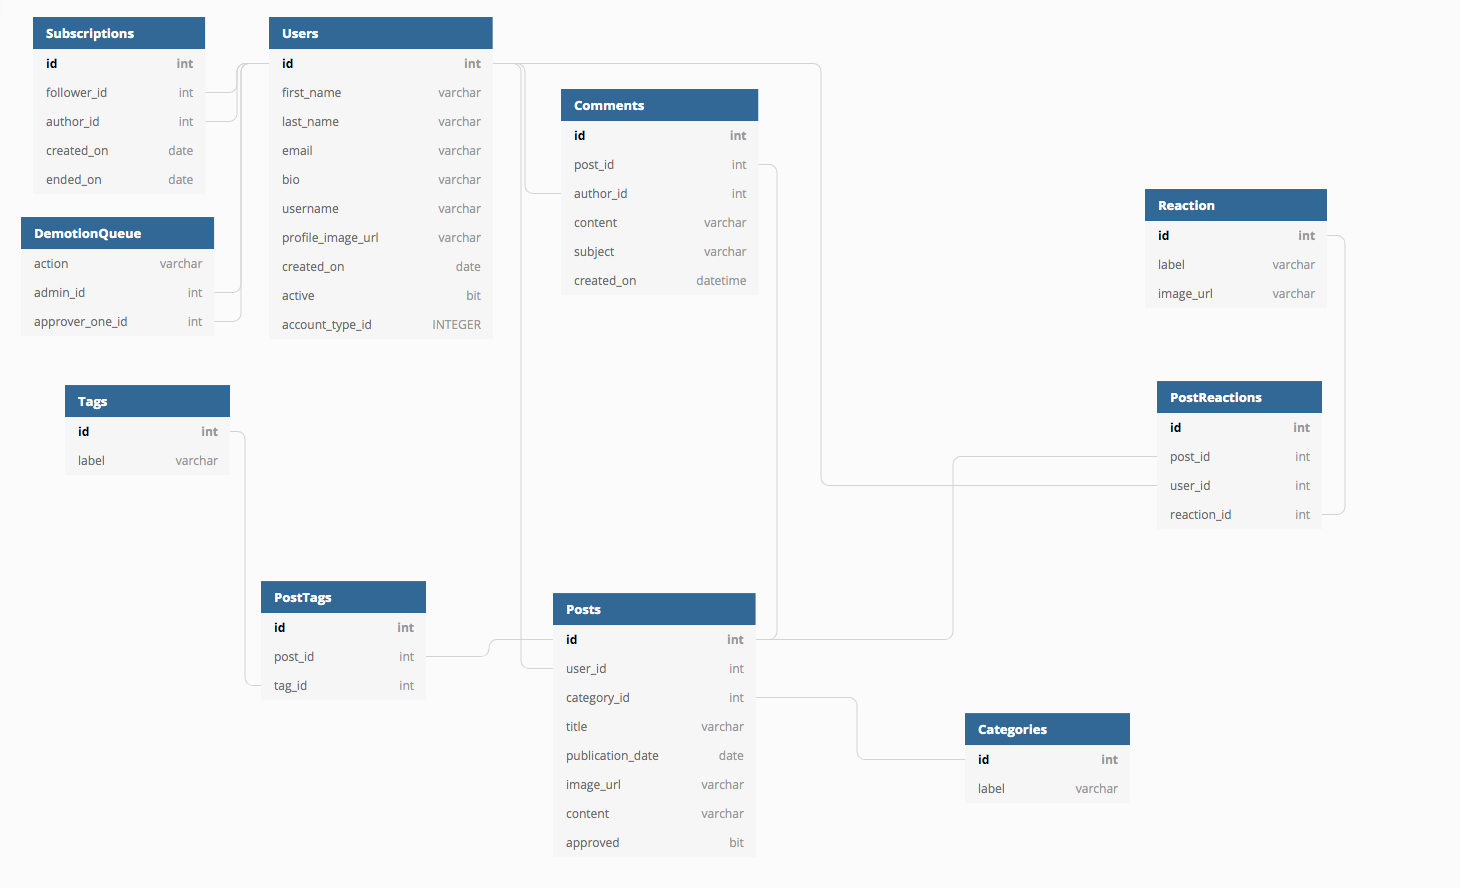 Subscriptions
id int
follower_id int
author_id int
created_on date
ended_on date
Users
id int
first_name varchar
last_name varchar
email varchar
bio varchar
username varchar
profile_image_url varchar
created_on date
active bit
account_type_id INTEGER
Comments
id int
post_id int
author_id int
content varchar
subject varchar
created_on datetime
Reaction
id int
label varchar
image_url varchar
DemotionQueue
action varchar
admin_id int
approver_one_id int
Tags
id int
label varchar
PostReactions
id int
post_id int
user_id int
reaction_id int
PostTags
id int
post_id int
tag_id int
Posts
id int
user_id int
category_id int
title varchar
publication_date date
image_url varchar
content varchar
approved bit
Categories
id int
label varchar